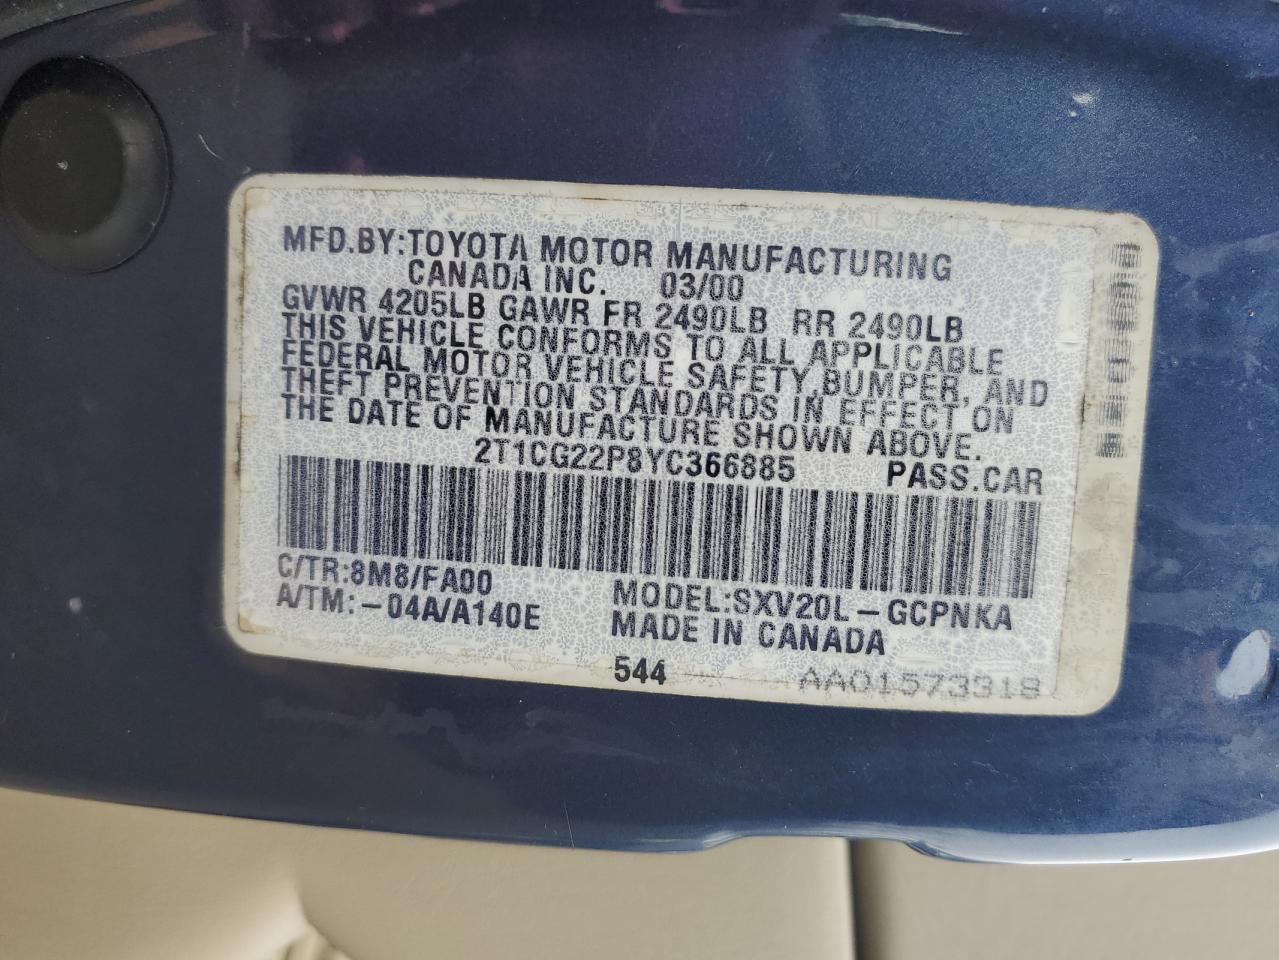 MFD.BY:TOYOTA MOTOR MANUFACTURING
CANADA INC. 03/00
GVWR 4205LB GAWR FR 2490LB RR 2490LB
THIS VEHICLE CONFORMS TO ALL APPLICABLE
FEDERAL MOTOR VEHICLE SAFETY,BUMPER, AND
THEFT PREVENTION STANDARDS IN EFFECT ON
THE DATE OF MANUFACTURE SHOWN ABOVE.
2T1CG22P8YC366885 PASS.CAR
C/TR:8M8/FA00
A/TM:-04A/A140E
MODEL:SXV20L-GCPNKA
MADE IN CANADA
544
AA01573318